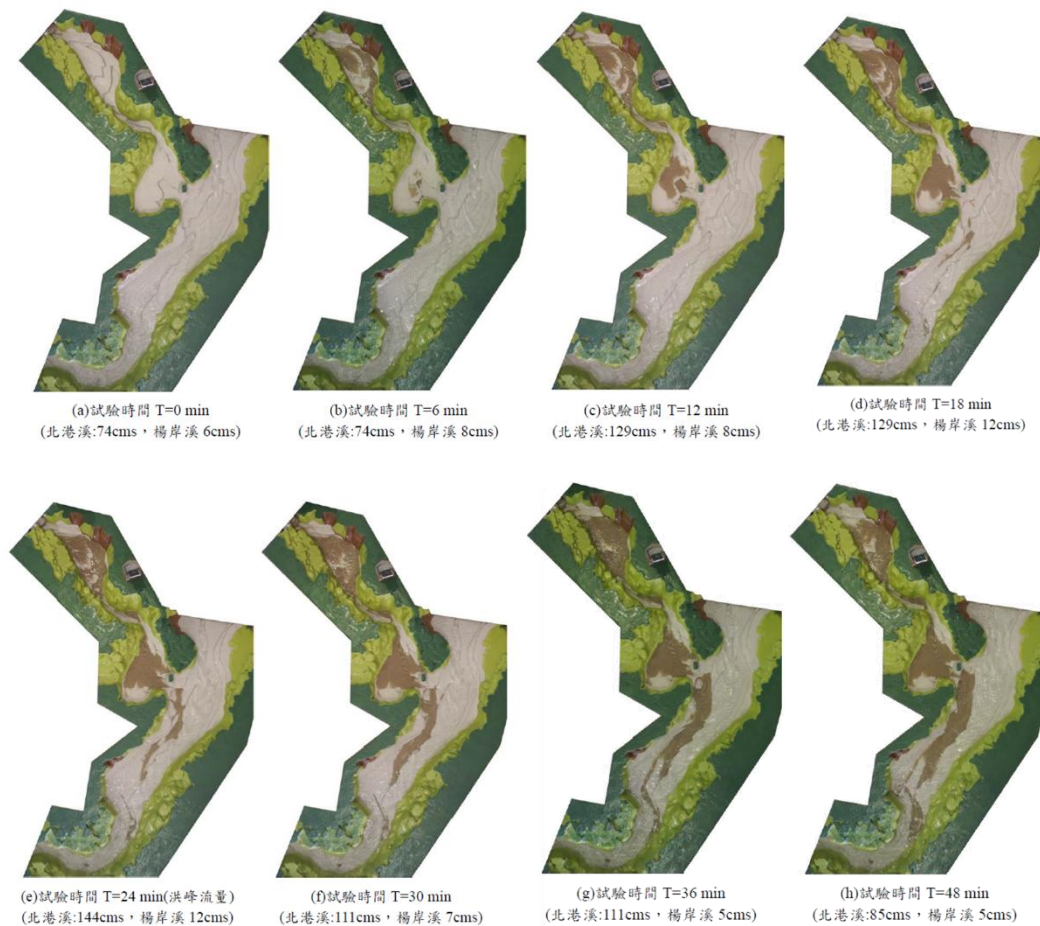 (a)試驗時間 T=0 min
(北港溪:74cms，楊岸溪 6cms)
(b)試驗時間 T=6 min
(北港溪:74cms，楊岸溪 8cms)
(c)試驗時間 T=12 min
(北港溪:129cms，楊岸溪 8cms)
(d)試驗時間 T=18 min
(北港溪:129cms，楊岸溪 12cms)
(e)試驗時間 T=24 min(洪峰流量)
(北港溪:144cms，楊岸溪 12cms)
(f)試驗時間 T=30 min
(北港溪:111cms，楊岸溪 7cms)
(g)試驗時間 T=36 min
(北港溪:111cms，楊岸溪 5cms)
(h)試驗時間 T=48 min
(北港溪:85cms，楊岸溪 5cms)